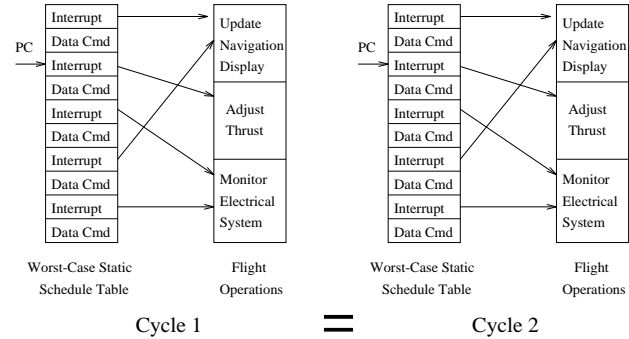 Interrupt
Data Cmd
Interrupt
Data Cmd
Interrupt
Data Cmd
Interrupt
Data Cmd
Interrupt
Data Cmd
PC
Update
Navigation
Display
Adjust
Thrust
Monitor
Electrical
System
Worst-Case Static
Schedule Table
Flight
Operations
Cycle 1
=
Interrupt
Data Cmd
Interrupt
Data Cmd
Interrupt
Data Cmd
Interrupt
Data Cmd
Interrupt
Data Cmd
PC
Update
Navigation
Display
Adjust
Thrust
Monitor
Electrical
System
Worst-Case Static
Schedule Table
Flight
Operations
Cycle 2